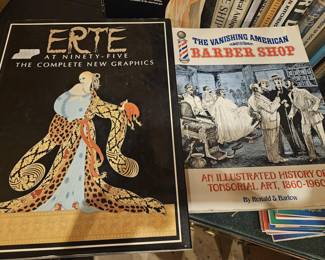 ERTE
AT NINETY-FIVE
THE COMPLETE NEW GRAPHICS
THE VANISHING AMERICAN
BARBER SHOP
AN ILLUSTRATED HISTORY OF
TONSORIAL ART, 1860-1960
By Ronald S. Barlow